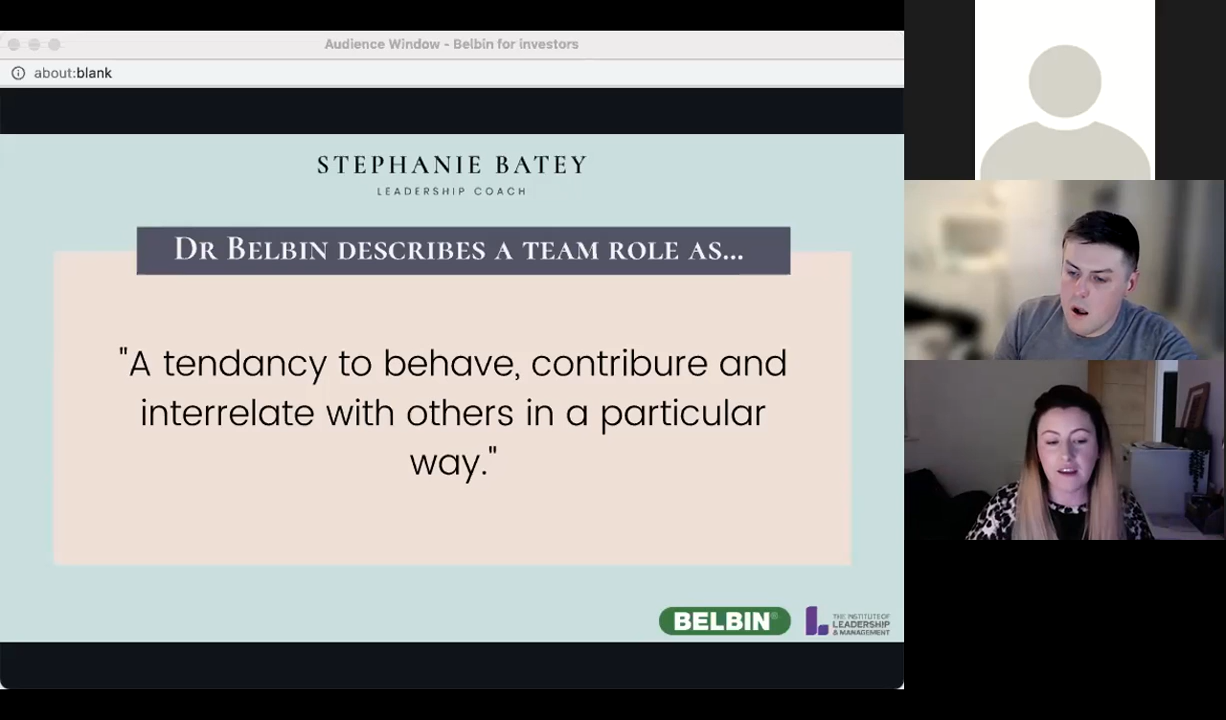 Audience Window - Belbin for investors
about:blank
STEPHANIE BATEY
LEADERSHIP COACH
DR BELBIN DESCRIBES A TEAM ROLE AS...
"A tendancy to behave, contribure and
interrelate with others in a particular
way."
BELBIN®
THE INSTITUTE OF
LEADERSHIP
& MANAGEMENT